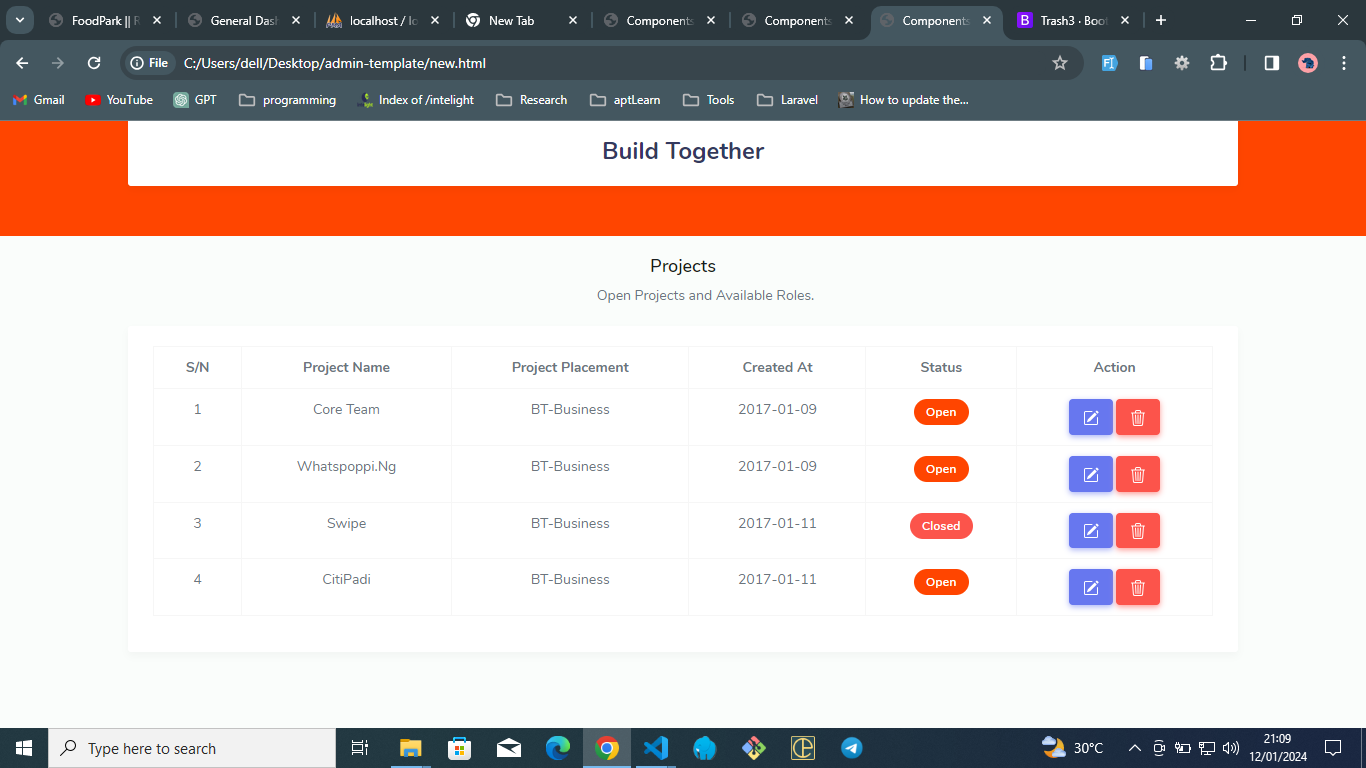 FoodPark || R General Dash localhost / lo New Tab Components Components Components B Trash3 · Boot
File C:/Users/dell/Desktop/admin-template/new.html
Gmail YouTube GPT programming Index of /intelight Research aptLearn Tools Laravel How to update the...
Build Together
Projects
Open Projects and Available Roles.
S/N Project Name Project Placement Created At Status Action
1 Core Team BT-Business 2017-01-09 Open
2 Whatspoppi.Ng BT-Business 2017-01-09 Open
3 Swipe BT-Business 2017-01-11 Closed
4 CitiPadi BT-Business 2017-01-11 Open
Type here to search 30°C 21:09
12/01/2024